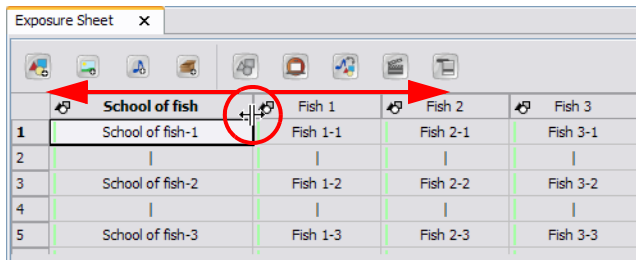 Exposure Sheet X
School of fish Fish 1 Fish 2 Fish 3
1 School of fish-1 Fish 1-1 Fish 2-1 Fish 3-1
2
3 School of fish-2 Fish 1-2 Fish 2-2 Fish 3-2
4
5 School of fish-3 Fish 1-3 Fish 2-3 Fish 3-3